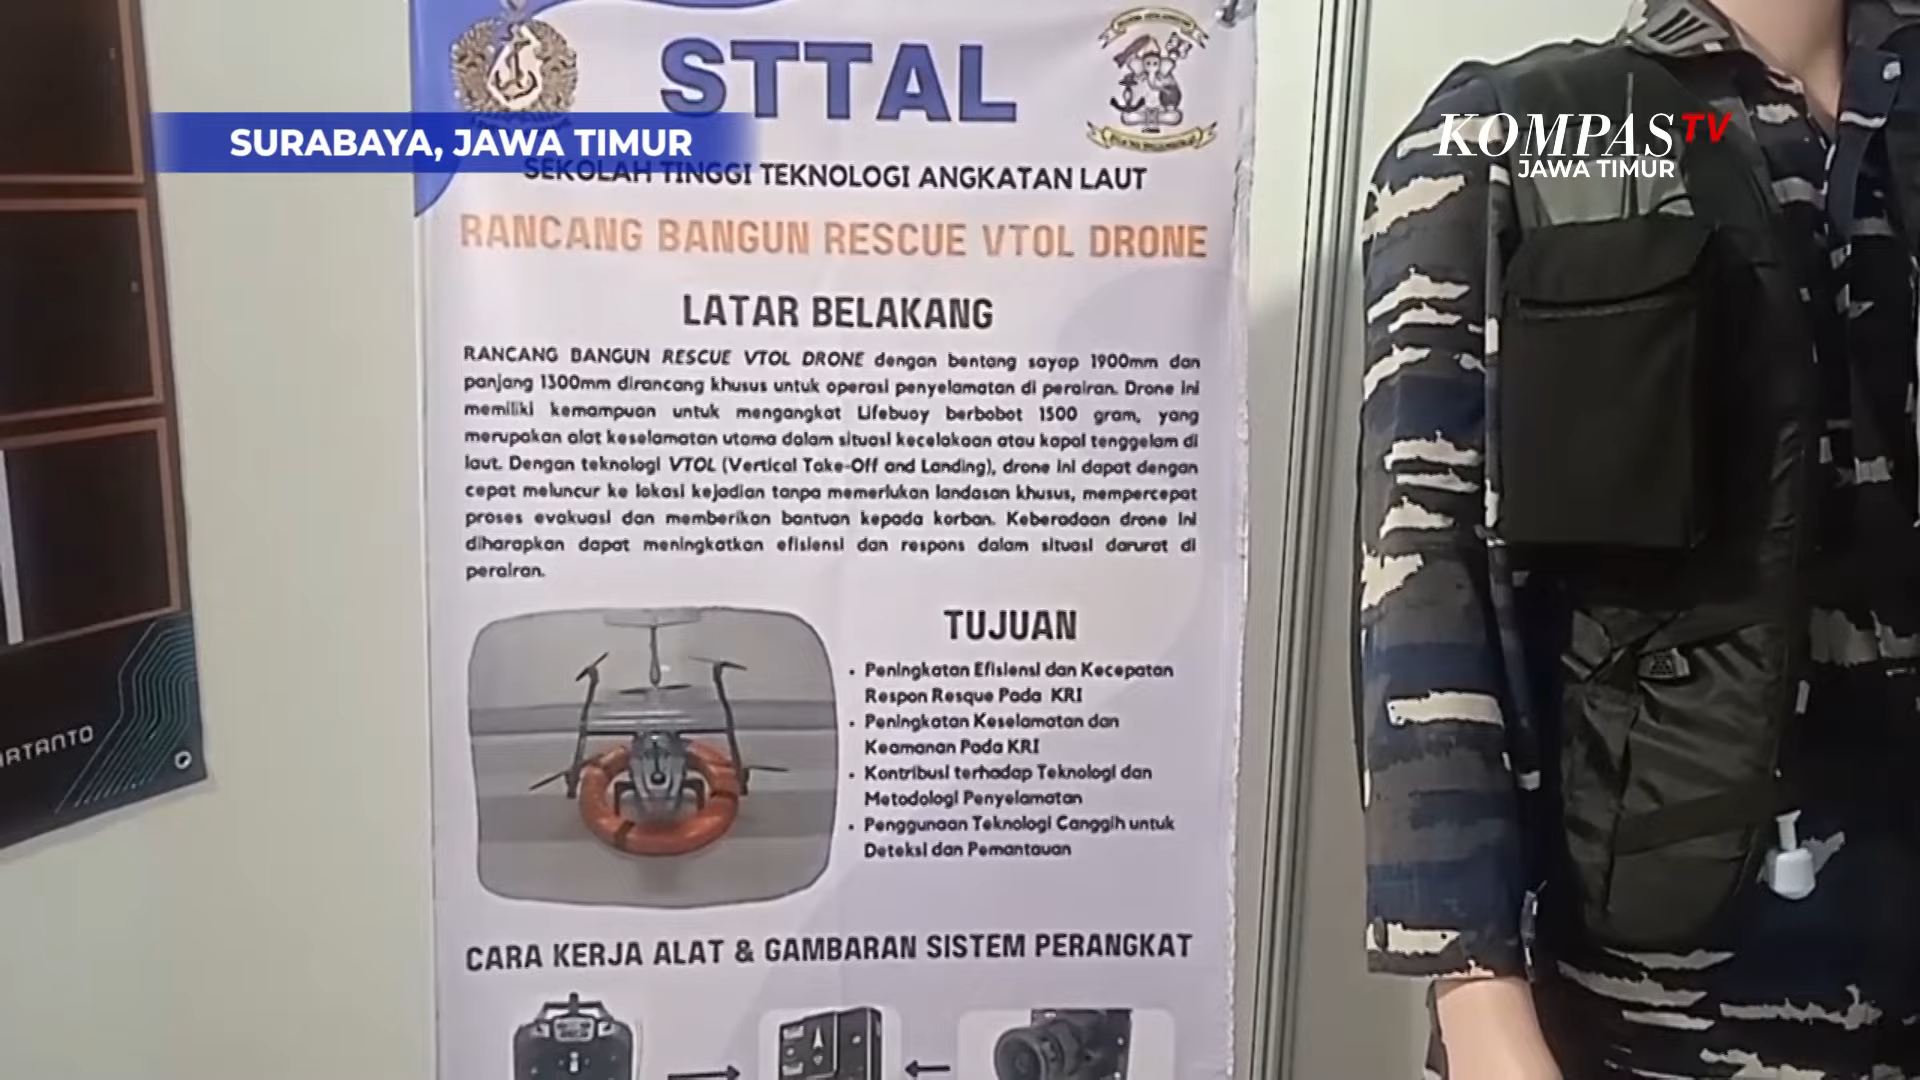 STTAL
SURABAYA, JAWA TIMUR
KOMPAS TV
JAWA TIMUR
SEKOLAH TINGGI TEKNOLOGI ANGKATAN LAUT
RANCANG BANGUN RESCUE VTOL DRONE
LATAR BELAKANG
RANCANG BANGUN RESCUE VTOL DRONE dengan bentang sayap 1900mm dan
panjang 1300mm dirancang khusus untuk operasi penyelamatan di perairan. Drone ini
memiliki kemampuan untuk mengangkat Lifebuoy berbobot 1500 gram, yang
merupakan alat keselamatan utama dalam situasi kecelakaan atau kapal tenggelam di
laut. Dengan teknologi VTOL (Vertical Take-Off and Landing), drone ini dapat dengan
cepat meluncur ke lokasi kejadian tanpa memerlukan landasan khusus, mempercepat
proses evakuasi dan memberikan bantuan kepada korban. Keberadaan drone ini
diharapkan dapat meningkatkan efisiensi dan respons dalam situasi darurat di
perairan.
TUJUAN
• Peningkatan Efisiensi dan Kecepatan
Respon Resque Pada KRI
• Peningkatan Keselamatan dan
Keamanan Pada KRI
• Kontribusi terhadap Teknologi dan
Metodologi Penyelamatan
• Penggunaan Teknologi Canggih untuk
Deteksi dan Pemantauan
CARA KERJA ALAT & GAMBARAN SISTEM PERANGKAT